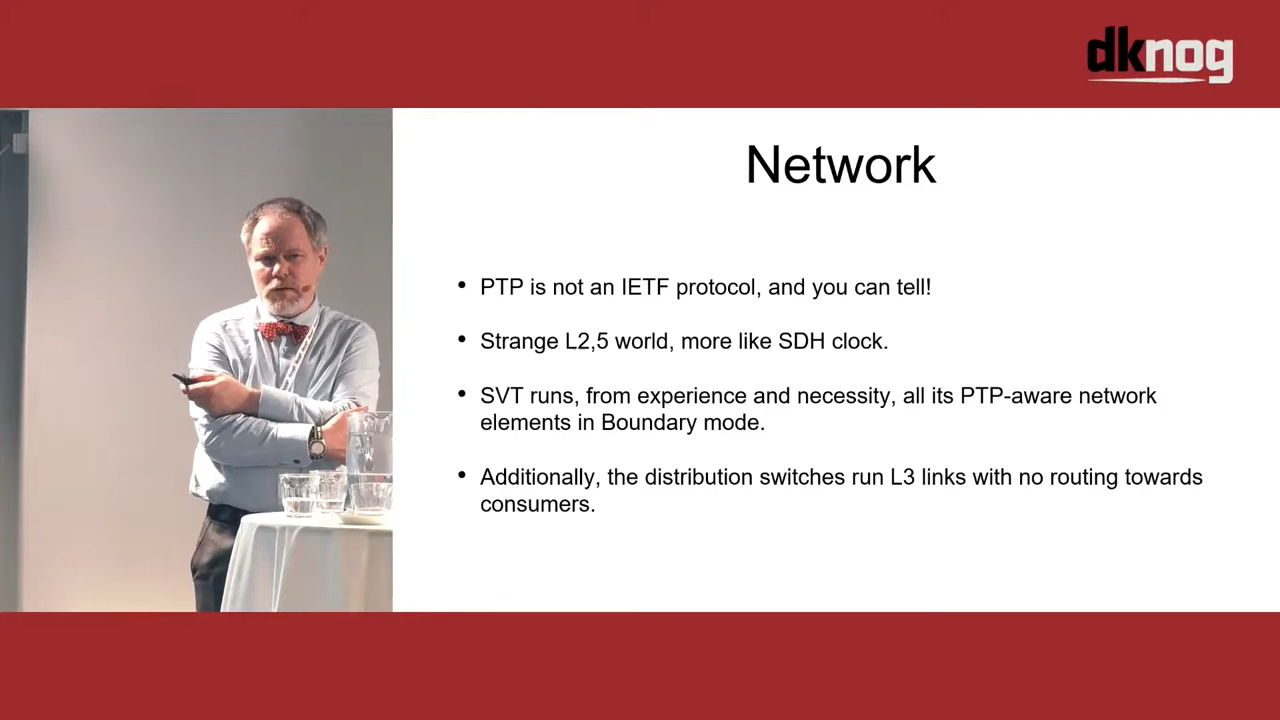 dknog
Network
• PTP is not an IETF protocol, and you can tell!
• Strange L2,5 world, more like SDH clock.
• SVT runs, from experience and necessity, all its PTP-aware network
elements in Boundary mode.
• Additionally, the distribution switches run L3 links with no routing towards
consumers.